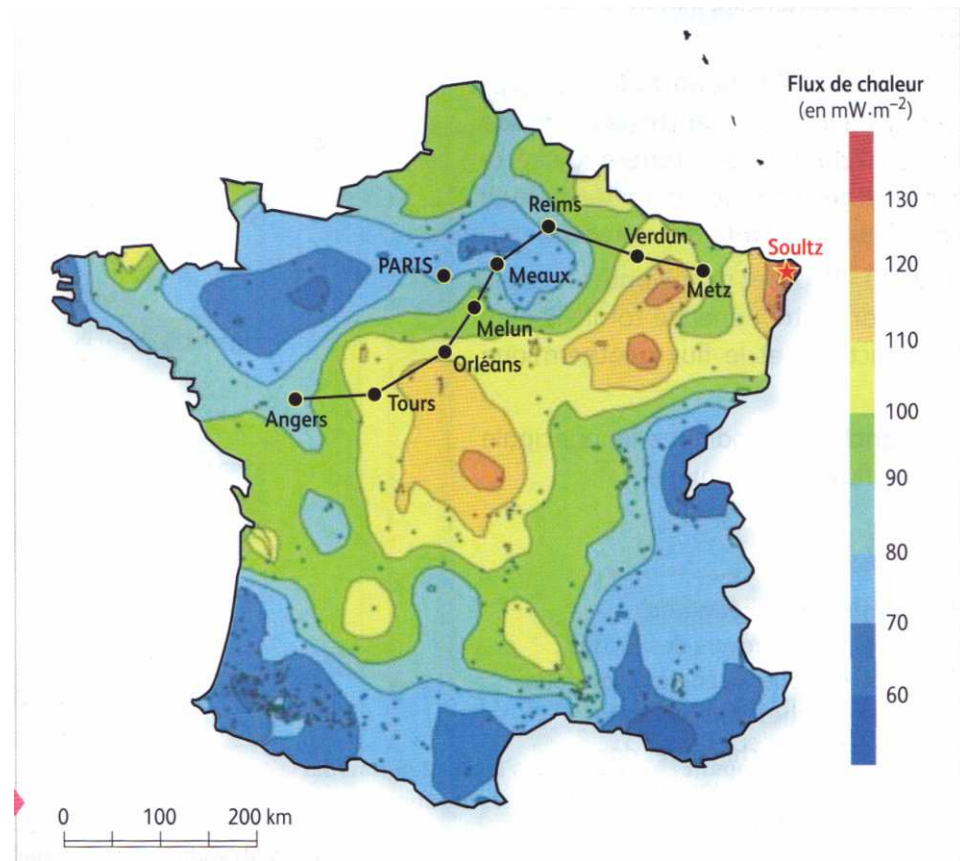 Flux de chaleur
(en mW·m⁻²)
130
120
110
100
90
80
70
60
Reims
Verdun
Soultz
PARIS
Meaux
Metz
Melun
Orléans
Angers
Tours
0 100 200 km